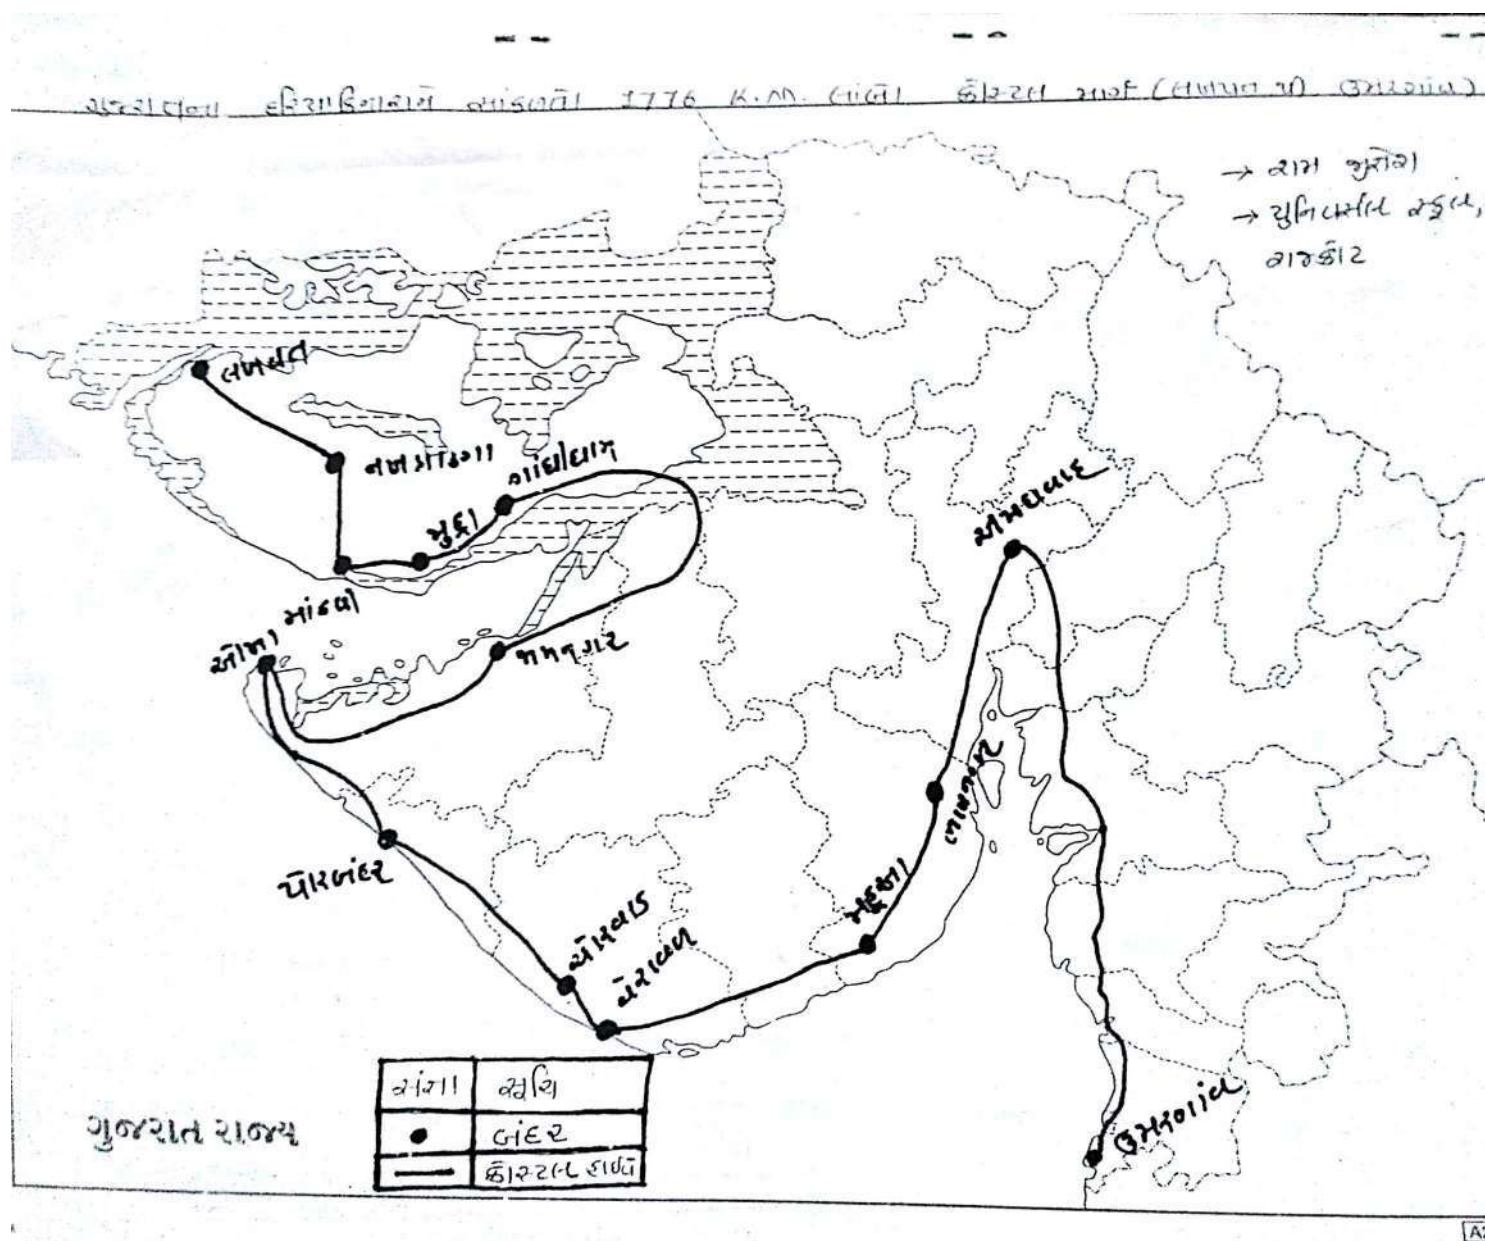 ગુજરાતના દરિયાકિનારાને સાંકળતો 1776 K.M. લાંબો કોસ્ટલ માર્ગ (લખપત થી ઉમરગાંવ)
→ રામ જીરોલા
→ યુનિવર્સલ સ્કુલ,
રાજકોટ
લખપત
નખત્રાણા
ગાંધીધામ
મુદ્રા
માંડવી
ઓખા
જામનગર
અમદાવાદ
ભાવનગર
પોરબંદર
ચોરવાડ
વેરાવળ
મહુવા
ઉમરગાંવ
સંજ્ઞા સૂચિ
બંદર
કોસ્ટલ હાઈવે
ગુજરાત રાજ્ય